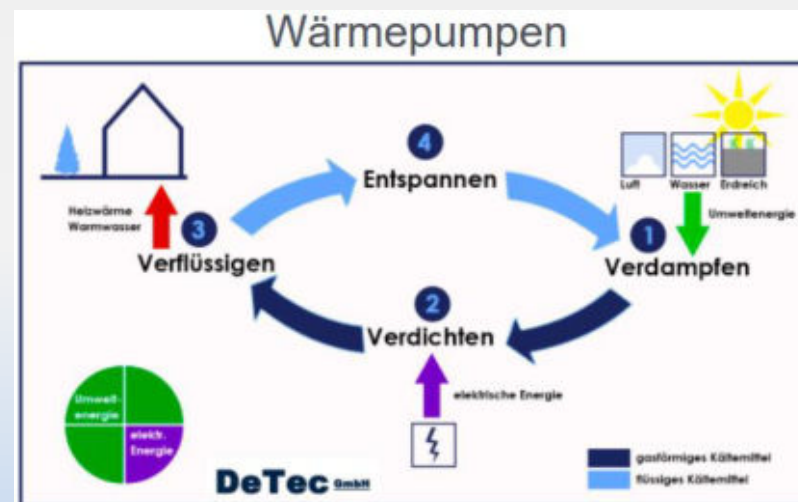 Wärmepumpen
4
Entspannen
Luft Wasser Erdreich
Umweltenergie
Heizwärme
Warmwasser
3
Verflüssigen
1
Verdampfen
2
Verdichten
elektrische Energie
Umwelt-
energie
elektr.
Energie
DeTec GmbH
gasförmiges Kältemittel
flüssiges Kältemittel